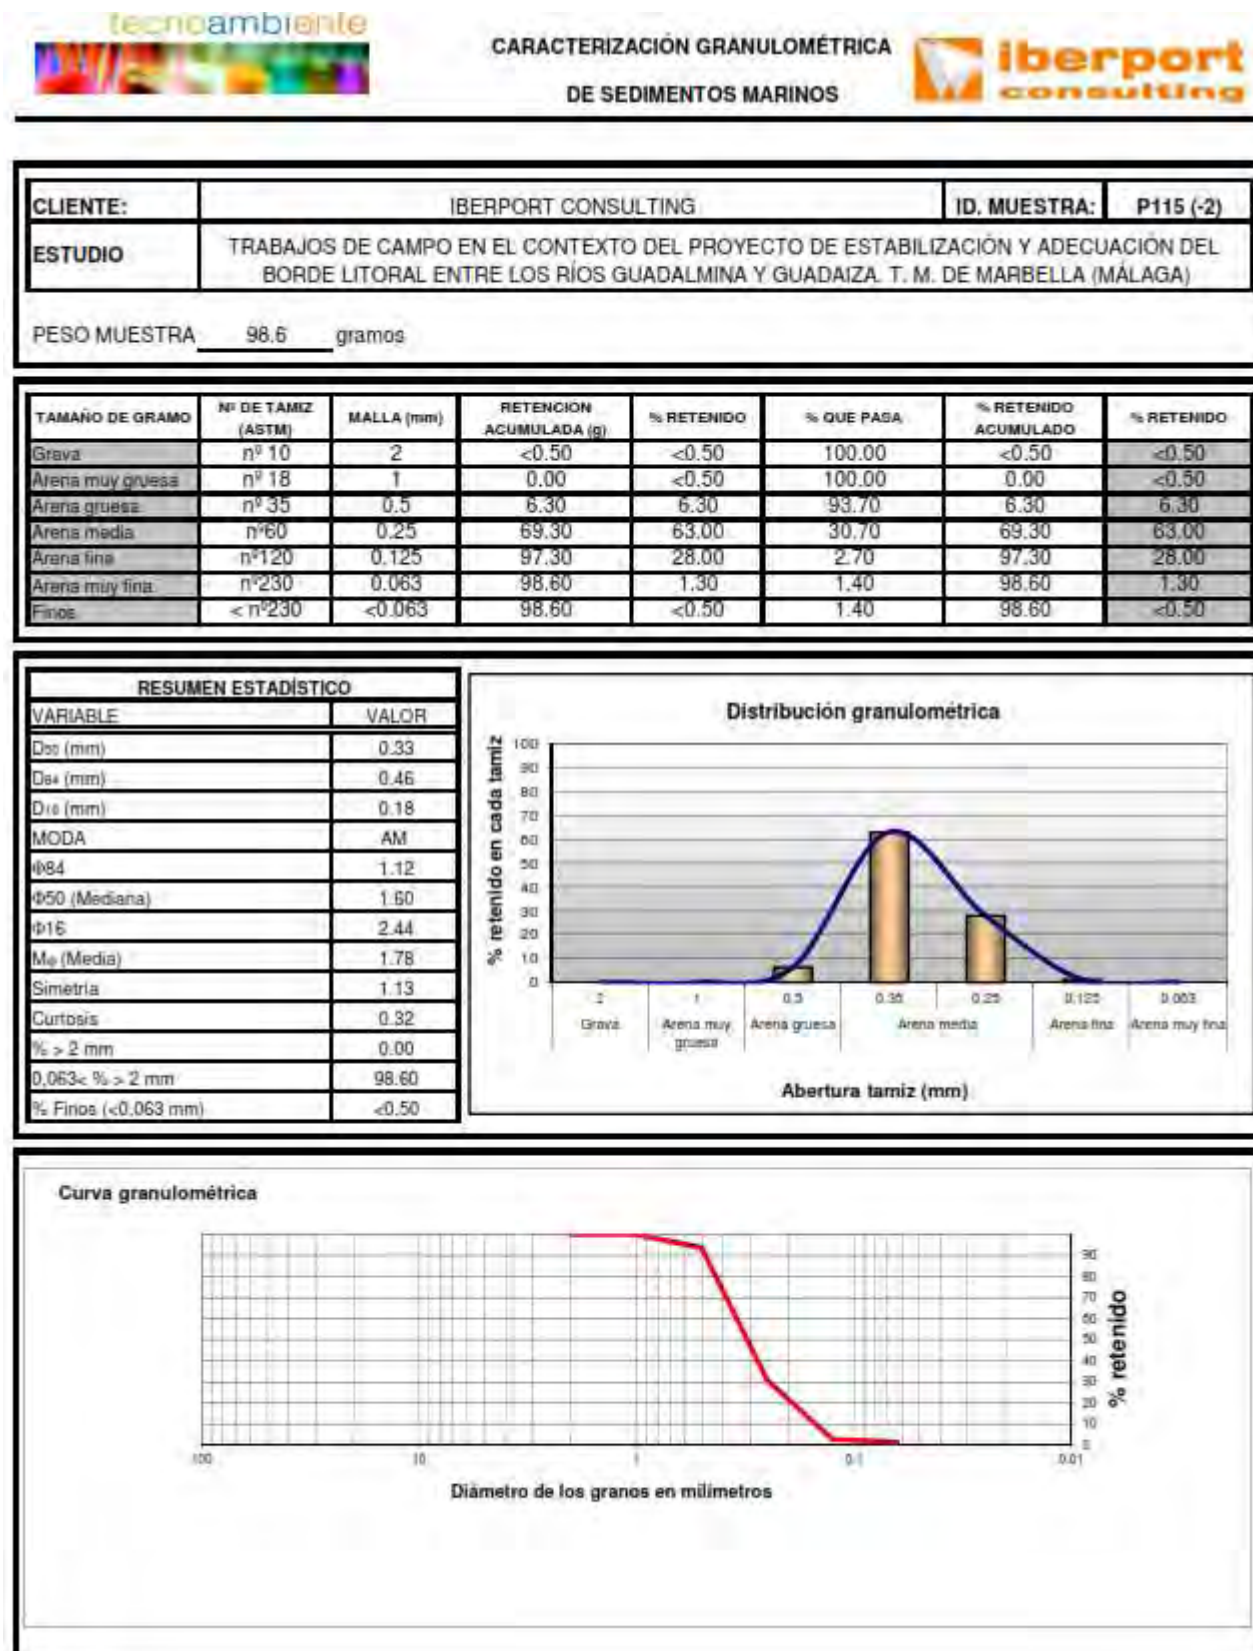 tecnoambiente
CARACTERIZACIÓN GRANULOMÉTRICA
DE SEDIMENTOS MARINOS
iberport
consulting
CLIENTE: IBERPORT CONSULTING ID. MUESTRA: P115 (-2)
ESTUDIO TRABAJOS DE CAMPO EN EL CONTEXTO DEL PROYECTO DE ESTABILIZACIÓN Y ADECUACIÓN DEL
BORDE LITORAL ENTRE LOS RÍOS GUADALMINA Y GUADAIZA. T. M. DE MARBELLA (MÁLAGA)
PESO MUESTRA 98.6 gramos
TAMAÑO DE GRAMO Nº DE TAMIZ (ASTM) MALLA (mm) RETENCION ACUMULADA (g) % RETENIDO % QUE PASA % RETENIDO ACUMULADO % RETENIDO
Grava nº 10 2 <0.50 <0.50 100.00 <0.50 <0.50
Arena muy gruesa nº 18 1 0.00 <0.50 100.00 0.00 <0.50
Arena gruesa nº 35 0.5 6.30 6.30 93.70 6.30 6.30
Arena media nº60 0.25 69.30 63.00 30.70 69.30 63.00
Arena fina nº120 0.125 97.30 28.00 2.70 97.30 28.00
Arena muy fina nº230 0.063 98.60 1.30 1.40 98.60 1.30
Finos < nº230 <0.063 98.60 <0.50 1.40 98.60 <0.50
RESUMEN ESTADÍSTICO
VARIABLE VALOR
D50 (mm) 0.33
D84 (mm) 0.46
D16 (mm) 0.18
MODA AM
Φ84 1.12
Φ50 (Mediana) 1.60
Φ16 2.44
Mφ (Media) 1.78
Simetría 1.13
Curtosis 0.32
% > 2 mm 0.00
0,063< % > 2 mm 98.60
% Finos (<0,063 mm) <0.50
Distribución granulométrica
% retenido en cada tamiz
100
90
80
70
60
50
40
30
20
10
0
2 1 0.5 0.35 0.25 0.125 0.063
Grava Arena muy gruesa Arena gruesa Arena media Arena fina Arena muy fina
Abertura tamiz (mm)
Curva granulométrica
90
80
70
60
50
40
30
20
10
0
% retenido
100 10 1 0.1 0.01
Diámetro de los granos en milímetros